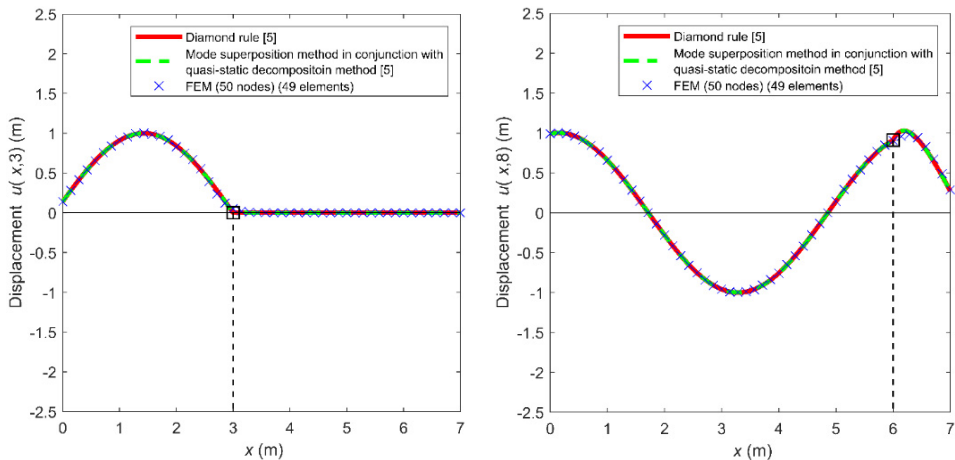 2.5
2
1.5
1
0.5
0
-0.5
-1
-1.5
-2
-2.5
Displacement u( x,3) (m)
Diamond rule [5]
Mode superposition method in conjunction with
quasi-static decompositoin method [5]
FEM (50 nodes) (49 elements)
0 1 2 3 4 5 6 7
x (m)
2.5
2
1.5
1
0.5
0
-0.5
-1
-1.5
-2
-2.5
Displacement u( x,8) (m)
Diamond rule [5]
Mode superposition method in conjunction with
quasi-static decompositoin method [5]
FEM (50 nodes) (49 elements)
0 1 2 3 4 5 6 7
x (m)